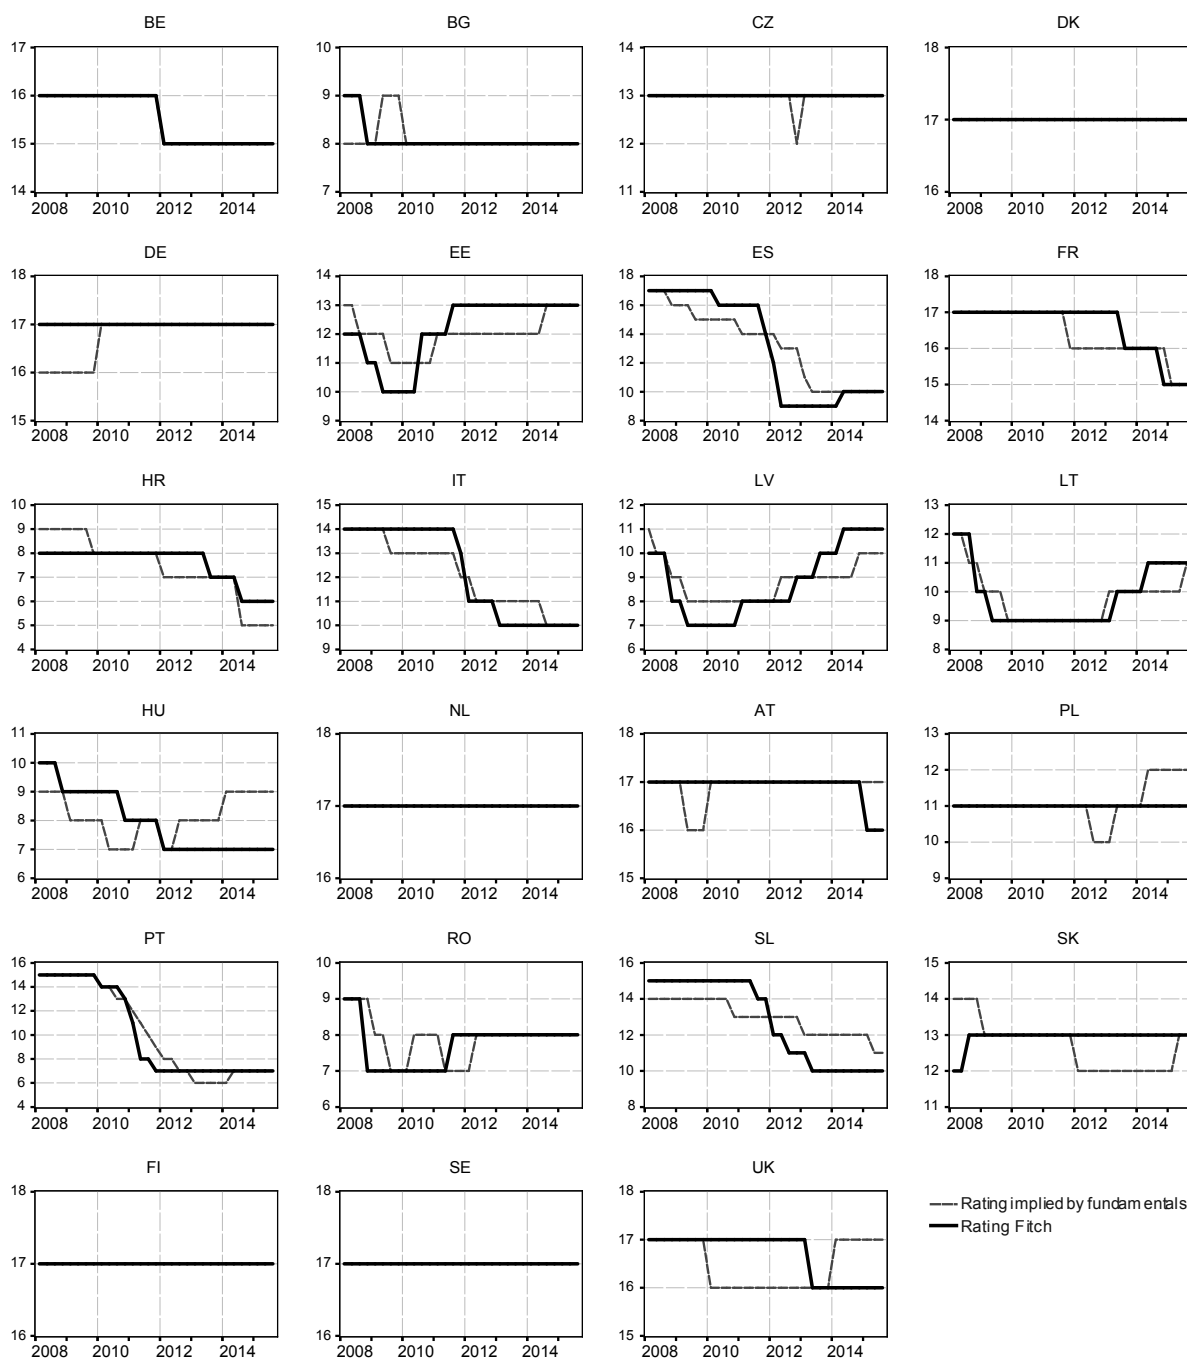 BE BG CZ DK
17 10 14 18
16 9 13 17
15 8 12
14 7 11 16
2008 2010 2012 2014 2008 2010 2012 2014 2008 2010 2012 2014 2008 2010 2012 2014
DE EE ES FR
18 14 18 18
17 13 16 17
16 12 14 16
15 11 12 15
10 10 14
9 8
2008 2010 2012 2014 2008 2010 2012 2014 2008 2010 2012 2014 2008 2010 2012 2014
HR IT LV LT
10 15 12 13
9 14 11 12
8 13 10 11
7 12 9 10
6 11 8 9
5 10 7 8
4 9 6
2008 2010 2012 2014 2008 2010 2012 2014 2008 2010 2012 2014 2008 2010 2012 2014
HU NL AT PL
11 18 18 13
10 17 17 12
9 16 16 11
8 15 10
7 9
6
2008 2010 2012 2014 2008 2010 2012 2014 2008 2010 2012 2014 2008 2010 2012 2014
PT RO SL SK
16 10 16 15
14 9 14 14
12 8 12 13
10 7 10 12
8 6 8 11
6
4
2008 2010 2012 2014 2008 2010 2012 2014 2008 2010 2012 2014 2008 2010 2012 2014
FI SE UK
18 18 18
17 17 17
16 16 16
15
2008 2010 2012 2014 2008 2010 2012 2014 2008 2010 2012 2014
Rating implied by fundamentals
Rating Fitch